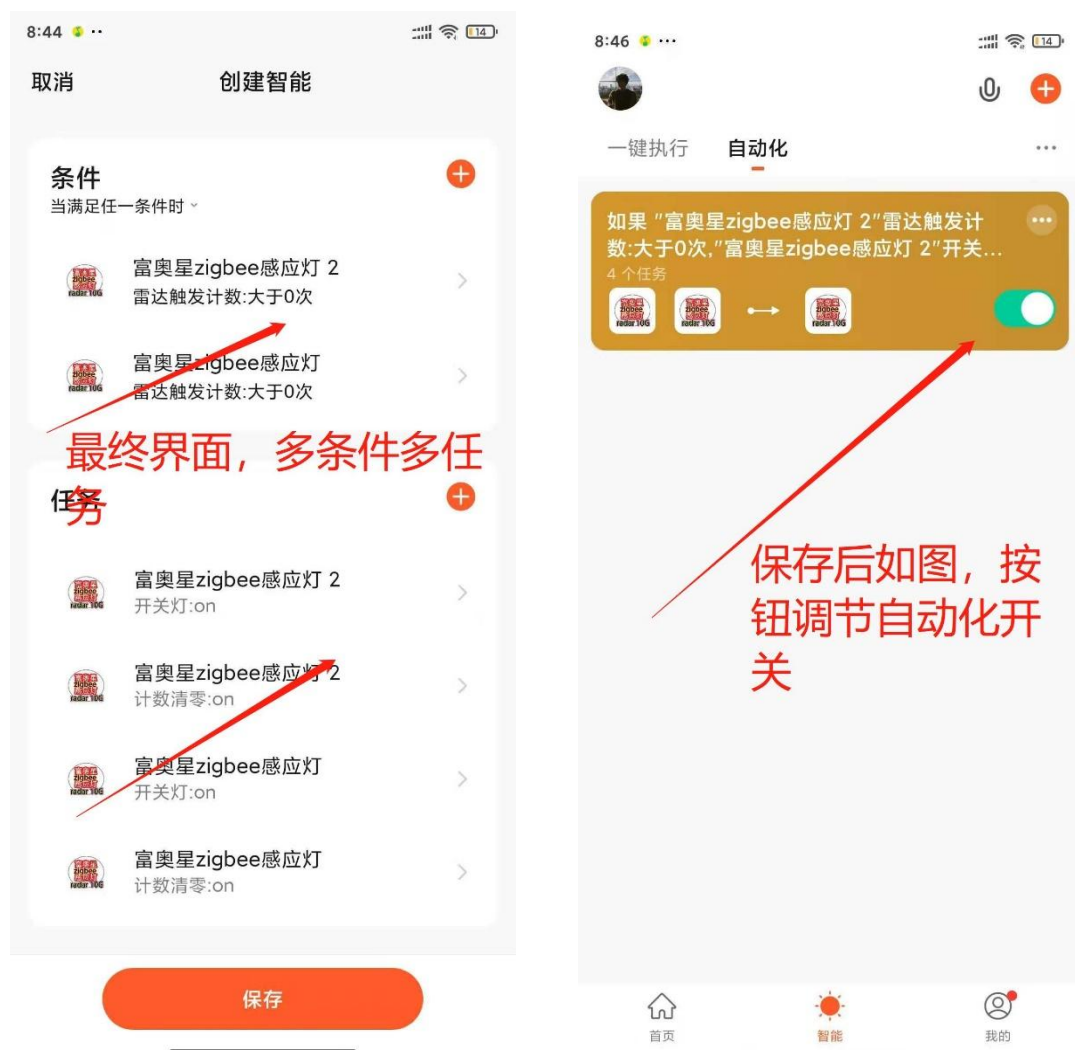 8:44
14
取消
创建智能
条件
当满足任一条件时
富奥星zigbee感应灯 2
雷达触发计数:大于0次
富奥星zigbee感应灯
雷达触发计数:大于0次
最终界面，多条件多任
务
任务
富奥星zigbee感应灯 2
开关灯:on
富奥星zigbee感应灯 2
计数清零:on
富奥星zigbee感应灯
开关灯:on
富奥星zigbee感应灯
计数清零:on
保存
8:46
14
一键执行
自动化
如果 "富奥星zigbee感应灯 2"雷达触发计
数:大于0次,"富奥星zigbee感应灯 2"开关...
4 个任务
保存后如图，按
钮调节自动化开
关
首页
智能
我的